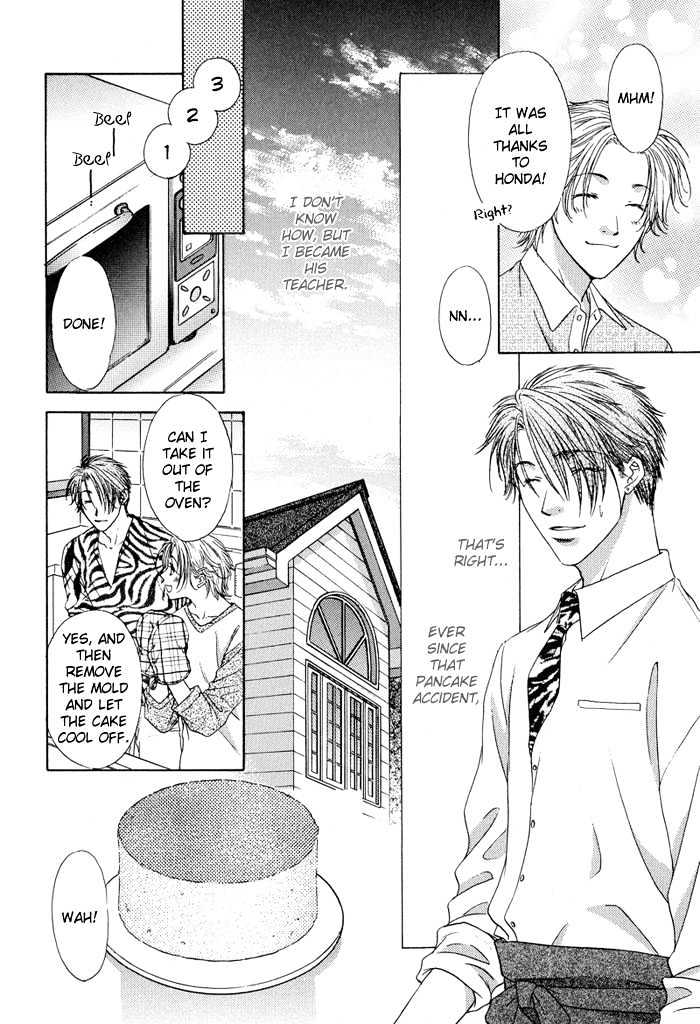 MHM!
IT WAS
ALL
THANKS
TO
HONDA!
Right?
NN...
THAT'S
RIGHT...
EVER
SINCE
THAT
PANCAKE
ACCIDENT,
I DON'T
KNOW
HOW, BUT
I BECAME
HIS
TEACHER.
3
2
1
Beep
Beep
DONE!
CAN I
TAKE IT
OUT OF
THE
OVEN?
YES, AND
THEN
REMOVE
THE MOLD
AND LET
THE CAKE
COOL OFF.
WAH!